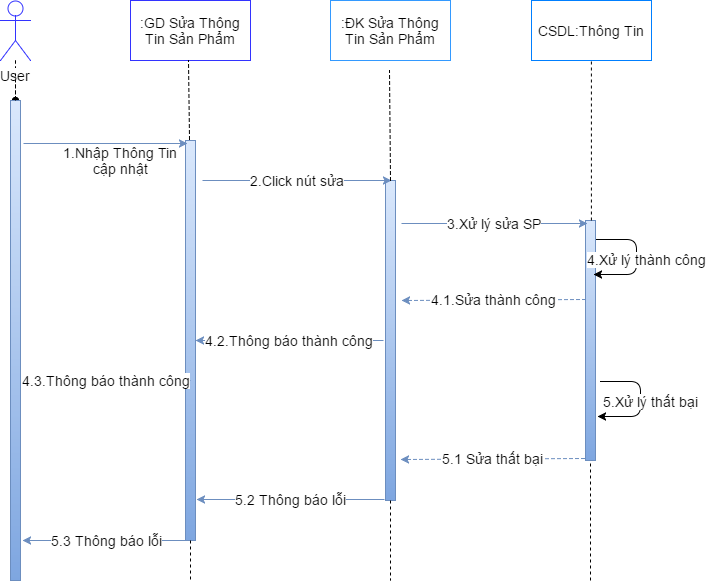 :GD Sửa Thông
Tin Sản Phẩm
:ĐK Sửa Thông
Tin Sản Phẩm
CSDL:Thông Tin
User
1.Nhập Thông Tin
cập nhật
2.Click nút sửa
3.Xử lý sửa SP
4.Xử lý thành công
4.1.Sửa thành công
4.2.Thông báo thành công
4.3.Thông báo thành công
5.Xử lý thất bại
5.1 Sửa thất bại
5.2 Thông báo lỗi
5.3 Thông báo lỗi